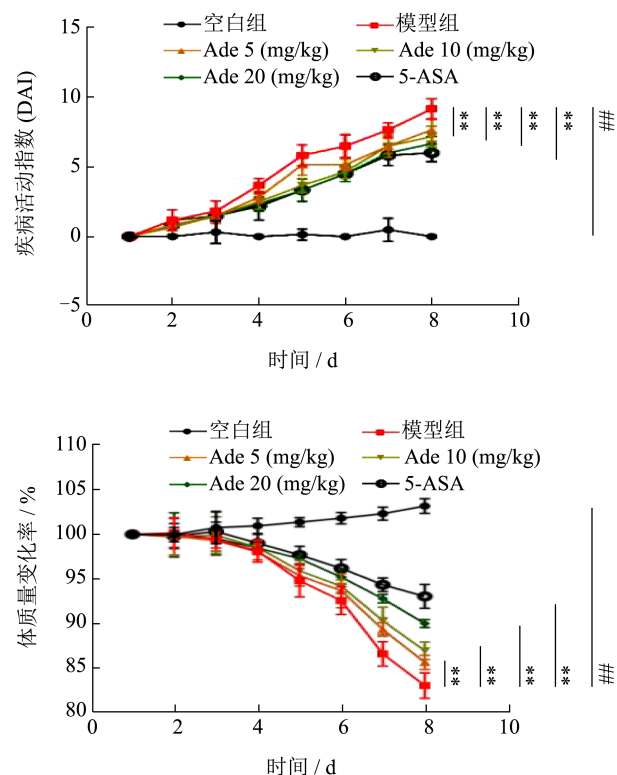 空白组 模型组
Ade 5 (mg/kg) Ade 10 (mg/kg)
Ade 20 (mg/kg) 5-ASA
疾病活动指数 (DAI)
15
10
5
0
−5
** ** ** ** ##
0 2 4 6 8 10
时间 / d
空白组 模型组
Ade 5 (mg/kg) Ade 10 (mg/kg)
Ade 20 (mg/kg) 5-ASA
体质量变化率 / %
110
105
100
95
90
85
80
** ** ** ** ##
0 2 4 6 8 10
时间 / d